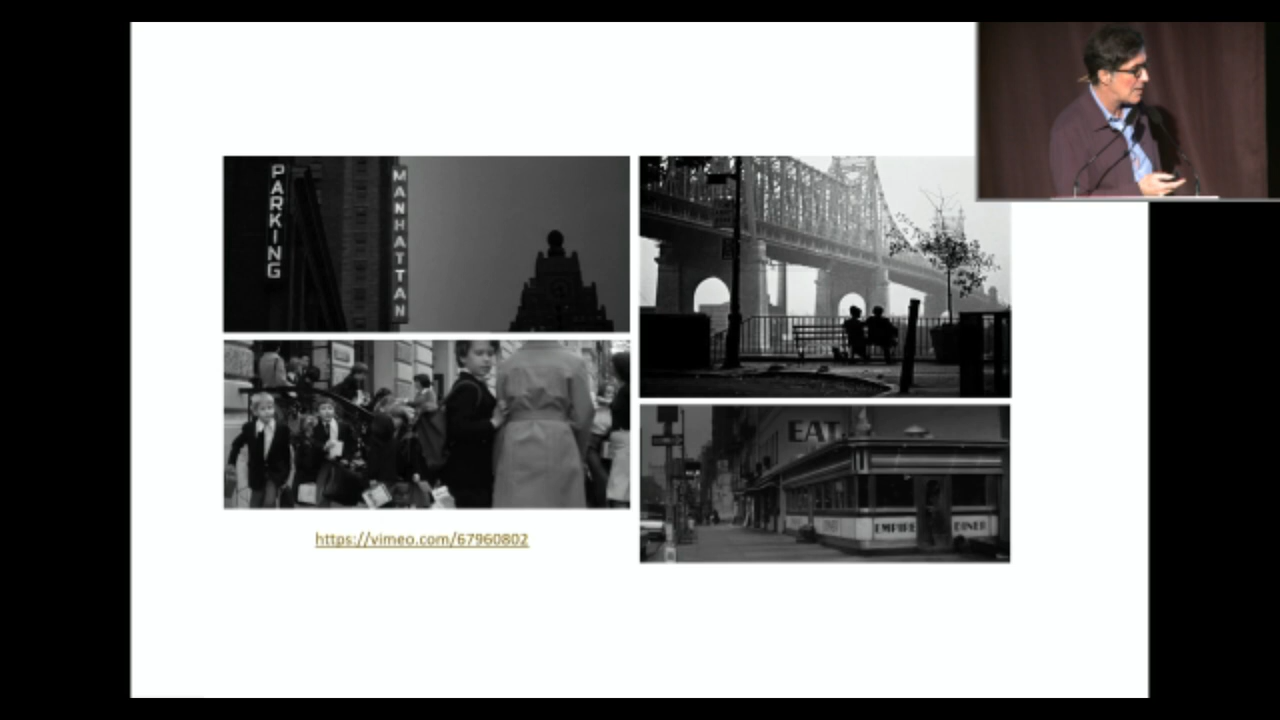 PARKING
MANHATTAN
EAT
EMPIRE DINER
https://vimeo.com/67960802